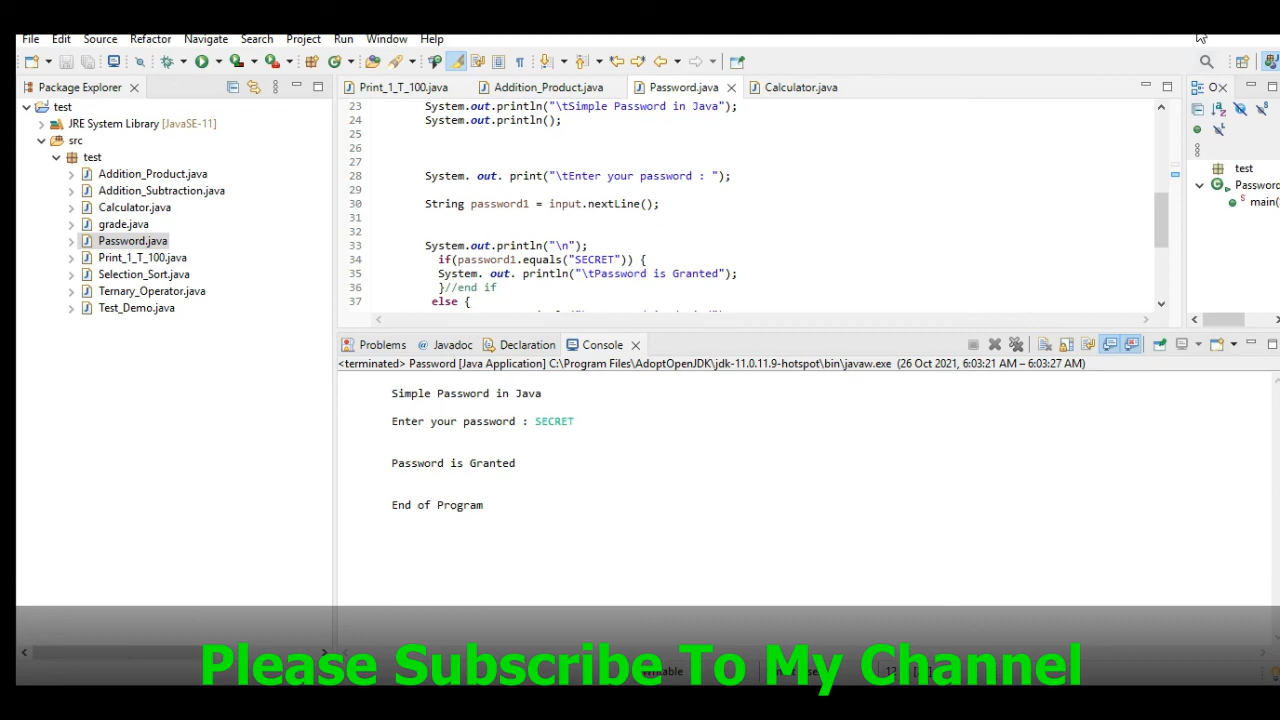 File Edit Source Refactor Navigate Search Project Run Window Help
Package Explorer
test
JRE System Library [JavaSE-11]
src
test
Addition_Product.java
Addition_Subtraction.java
Calculator.java
grade.java
Password.java
Print_1_T_100.java
Selection_Sort.java
Ternary_Operator.java
Test_Demo.java
Print_1_T_100.java Addition_Product.java Password.java Calculator.java
23 System.out.println("\tSimple Password in Java");
24 System.out.println();
25
26
27
28 System. out. print("\tEnter your password : ");
29
30 String password1 = input.nextLine();
31
32
33 System.out.println("\n");
34 if(password1.equals("SECRET")) {
35 System. out. println("\tPassword is Granted");
36 }//end if
37 else {
test
Password
main(
Problems Javadoc Declaration Console
<terminated> Password [Java Application] C:\Program Files\AdoptOpenJDK\jdk-11.0.11.9-hotspot\bin\javaw.exe (26 Oct 2021, 6:03:21 AM – 6:03:27 AM)
Simple Password in Java
Enter your password : SECRET
Password is Granted
End of Program
Please Subscribe To My Channel